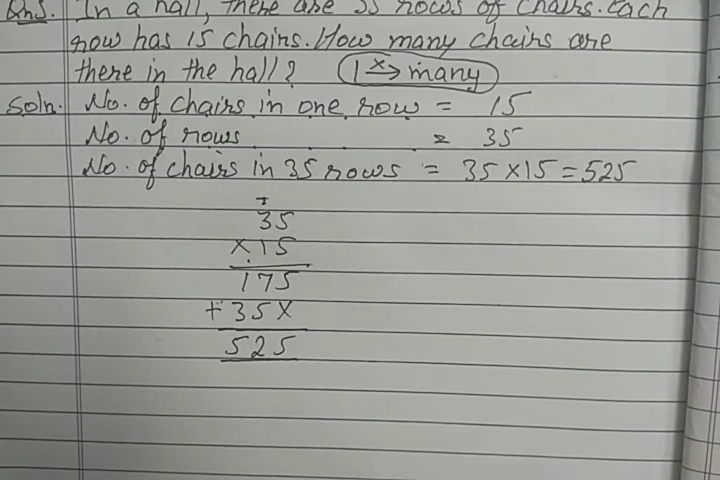 Qns. In a hall, there are 35 rows of chairs. Each
row has 15 chairs. How many chairs are
there in the hall? 1 x→ many
Soln. No. of chairs in one row = 15
No. of rows = 35
No. of chairs in 35 rows = 35 × 15 = 525
35
× 15
175
+ 35 ×
525